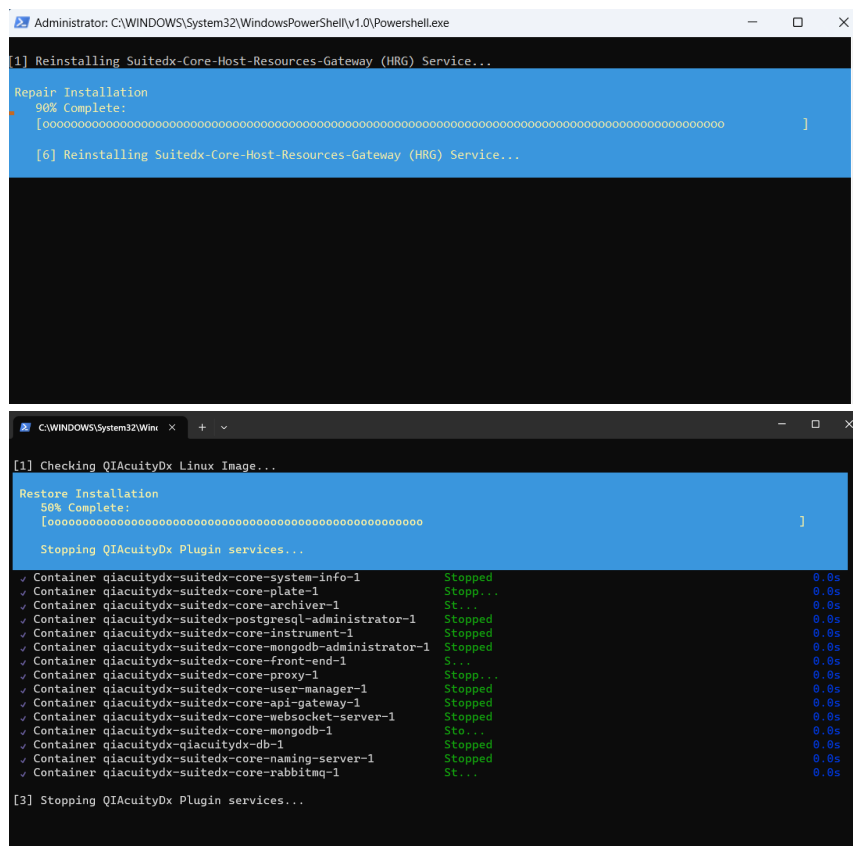 Administrator: C:\WINDOWS\System32\WindowsPowerShell\v1.0\Powershell.exe
[1] Reinstalling Suitedx-Core-Host-Resources-Gateway (HRG) Service...
Repair Installation
90% Complete:
[ooooooooooooooooooooooooooooooooooooooooooooooooooooooooooooooooooooooooooooooooooooooooooooooooo ]
[6] Reinstalling Suitedx-Core-Host-Resources-Gateway (HRG) Service...
C:\WINDOWS\System32\Winc
[1] Checking QIAcuityDx Linux Image...
Restore Installation
50% Complete:
[oooooooooooooooooooooooooooooooooooooooooooooooooooooo ]
Stopping QIAcuityDx Plugin services...
✓ Container qiacuitydx-suitedx-core-system-info-1 Stopped 0.0s
✓ Container qiacuitydx-suitedx-core-plate-1 Stopp... 0.0s
✓ Container qiacuitydx-suitedx-core-archiver-1 St... 0.0s
✓ Container qiacuitydx-suitedx-postgresql-administrator-1 Stopped 0.0s
✓ Container qiacuitydx-suitedx-core-instrument-1 Stopped 0.0s
✓ Container qiacuitydx-suitedx-core-mongodb-administrator-1 Stopped 0.0s
✓ Container qiacuitydx-suitedx-core-front-end-1 S... 0.0s
✓ Container qiacuitydx-suitedx-core-proxy-1 Stopp... 0.0s
✓ Container qiacuitydx-suitedx-core-user-manager-1 Stopped 0.0s
✓ Container qiacuitydx-suitedx-core-api-gateway-1 Stopped 0.0s
✓ Container qiacuitydx-suitedx-core-websocket-server-1 Stopped 0.0s
✓ Container qiacuitydx-suitedx-core-mongodb-1 Sto... 0.0s
✓ Container qiacuitydx-qiacuitydx-db-1 Stopped 0.0s
✓ Container qiacuitydx-suitedx-core-naming-server-1 Stopped 0.0s
✓ Container qiacuitydx-suitedx-core-rabbitmq-1 St... 0.0s
[3] Stopping QIAcuityDx Plugin services...